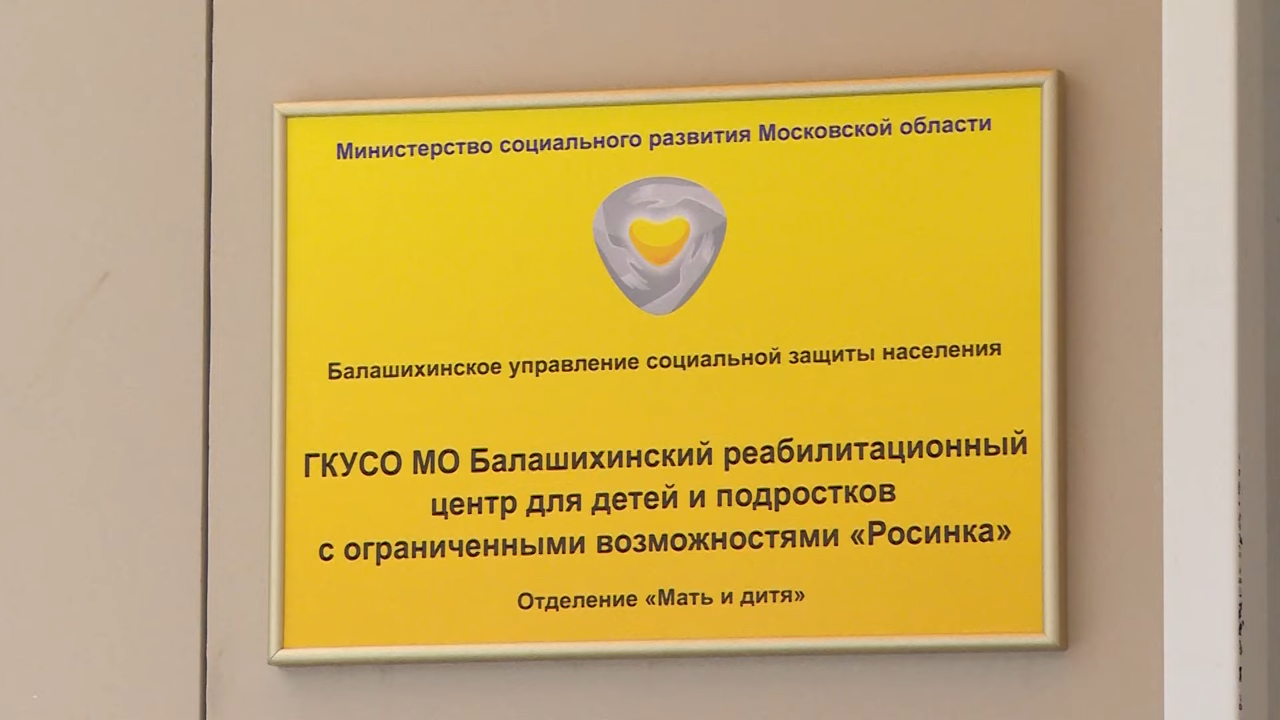 Министерство социального развития Московской области
Балашихинское управление социальной защиты населения
ГКУСО МО Балашихинский реабилитационный
центр для детей и подростков
с ограниченными возможностями «Росинка»
Отделение «Мать и дитя»